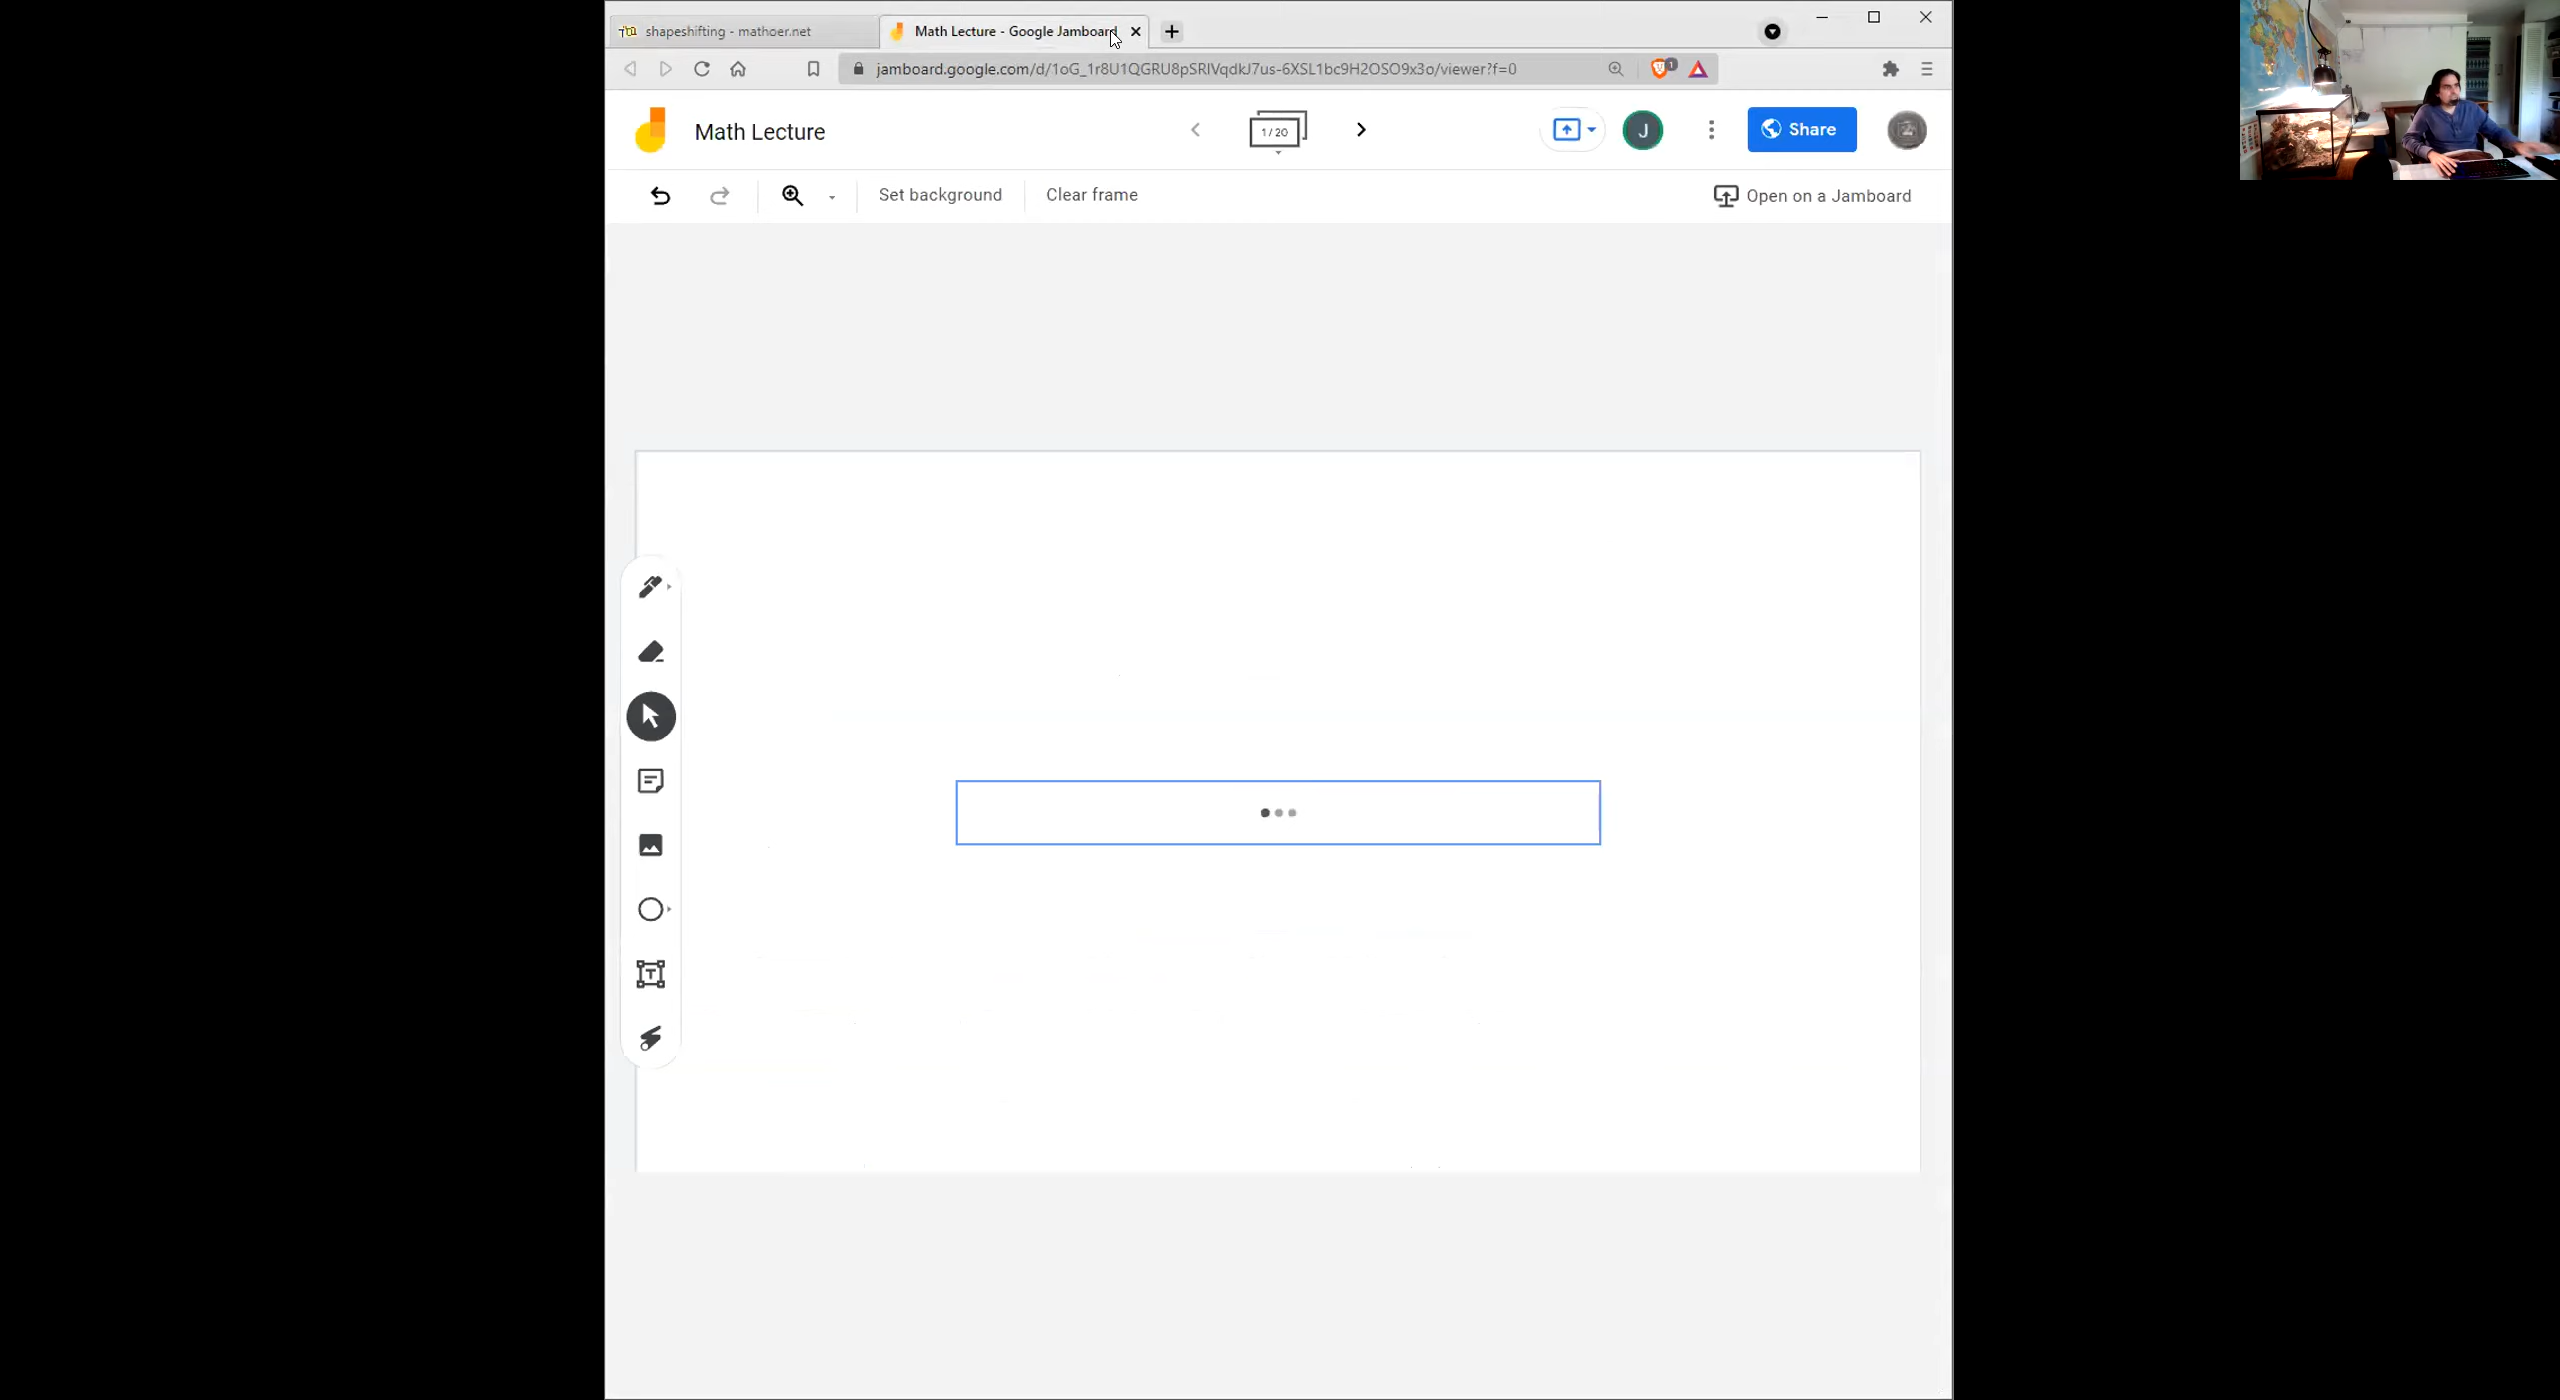 shapeshifting - mathoer.net
Math Lecture - Google Jamboard
jamboard.google.com/d/1oG_1r8U1QGRU8pSRIVqdkJ7us-6XSL1bc9H2OSO9x3o/viewer?f=0
1
Math Lecture
1 / 20
J
Share
Set background
Clear frame
Open on a Jamboard